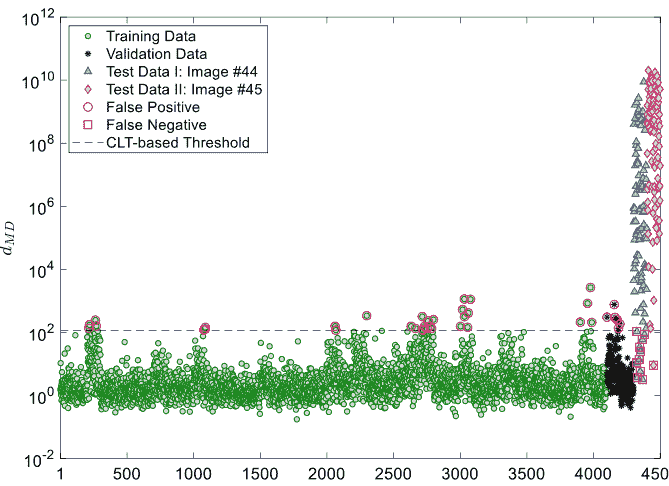 10^12
10^10
10^8
10^6
10^4
10^2
10^0
10^-2
d_MD
Training Data
Validation Data
Test Data I: Image #44
Test Data II: Image #45
False Positive
False Negative
CLT-based Threshold
1 500 1000 1500 2000 2500 3000 3500 4000 450